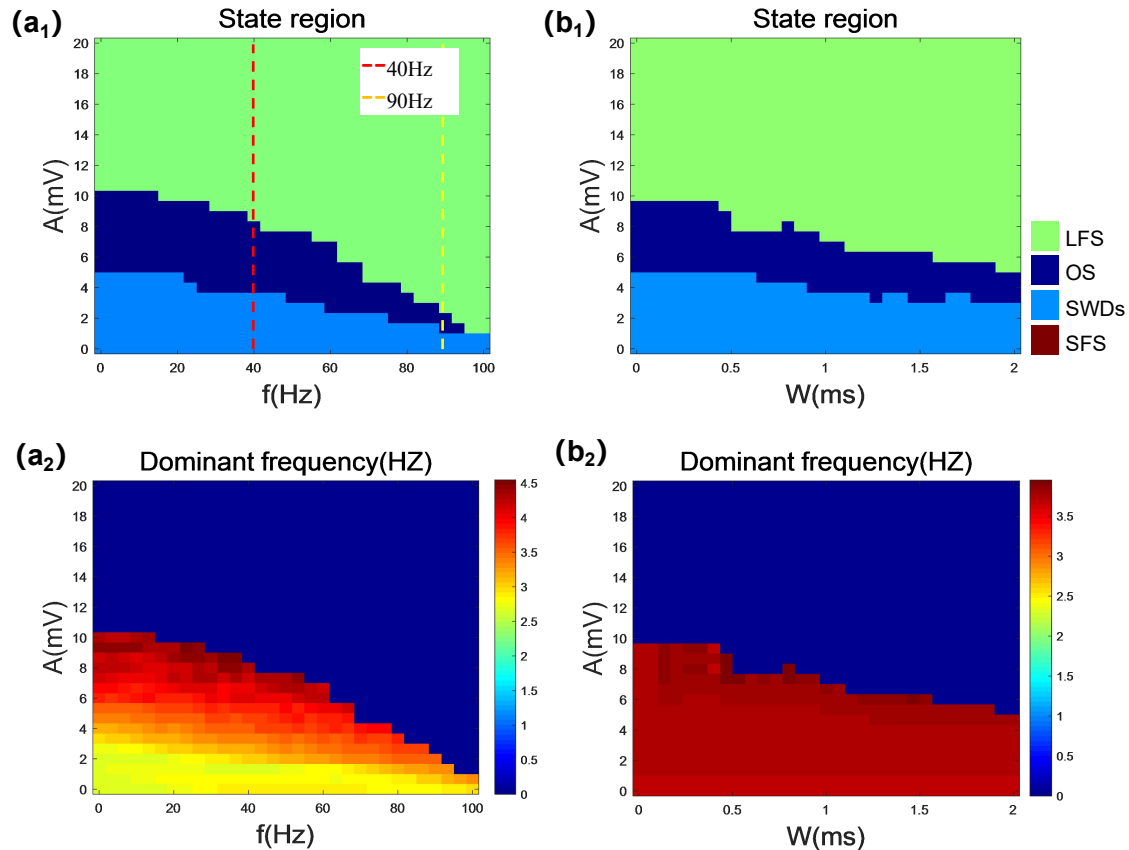 (a1)
State region
20
18
16
14
12
10
8
6
4
2
0
A(mV)
0 20 40 60 80 100
f(Hz)
40Hz
90Hz
(b1)
State region
20
18
16
14
12
10
8
6
4
2
0
A(mV)
0 0.5 1 1.5 2
W(ms)
LFS
OS
SWDs
SFS
(a2)
Dominant frequency(HZ)
20
18
16
14
12
10
8
6
4
2
0
A(mV)
0 20 40 60 80 100
f(Hz)
4.5
4
3.5
3
2.5
2
1.5
1
0.5
0
(b2)
Dominant frequency(HZ)
20
18
16
14
12
10
8
6
4
2
0
A(mV)
0 0.5 1 1.5 2
W(ms)
3.5
3
2.5
2
1.5
1
0.5
0